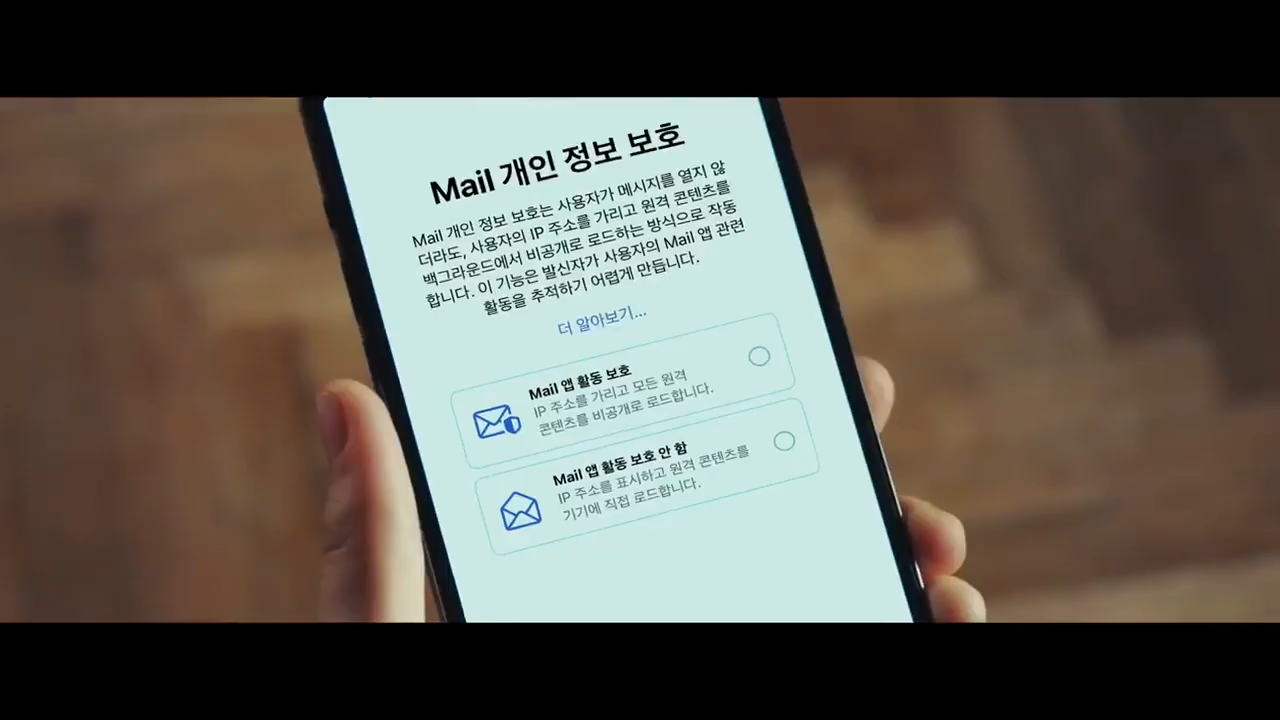 Mail 개인 정보 보호
Mail 개인 정보 보호는 사용자가 메시지를 열지 않
더라도, 사용자의 IP 주소를 가리고 원격 콘텐츠를
백그라운드에서 비공개로 로드하는 방식으로 작동
합니다. 이 기능은 발신자가 사용자의 Mail 앱 관련
활동을 추적하기 어렵게 만듭니다.
더 알아보기...
Mail 앱 활동 보호
IP 주소를 가리고 모든 원격
콘텐츠를 비공개로 로드합니다.
Mail 앱 활동 보호 안 함
IP 주소를 표시하고 원격 콘텐츠를
기기에 직접 로드합니다.